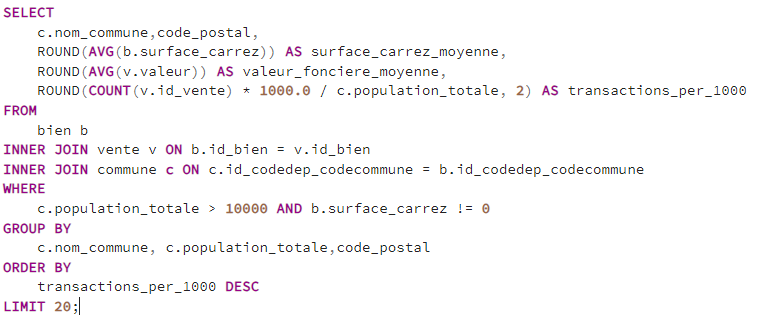 SELECT
    c.nom_commune,code_postal,
    ROUND(AVG(b.surface_carrez)) AS surface_carrez_moyenne,
    ROUND(AVG(v.valeur)) AS valeur_fonciere_moyenne,
    ROUND(COUNT(v.id_vente) * 1000.0 / c.population_totale, 2) AS transactions_per_1000
FROM
    bien b
INNER JOIN vente v ON b.id_bien = v.id_bien
INNER JOIN commune c ON c.id_codedep_codecommune = b.id_codedep_codecommune
WHERE
    c.population_totale > 10000 AND b.surface_carrez != 0
GROUP BY
    c.nom_commune, c.population_totale,code_postal
ORDER BY
    transactions_per_1000 DESC
LIMIT 20;